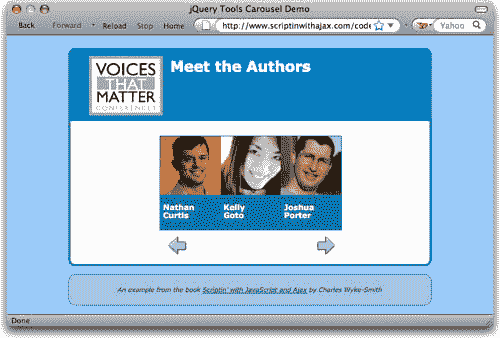 jQuery Tools Carousel Demo
Back Forward Reload Stop Home http://www.scriptinwithajax.com/code Yahoo
VOICES
THAT
MATTER
CONFERENCE
Meet the Authors
Nathan
Curtis
Kelly
Goto
Joshua
Porter
An example from the book Scriptin' with JavaScript and Ajax by Charles Wyke-Smith
Done